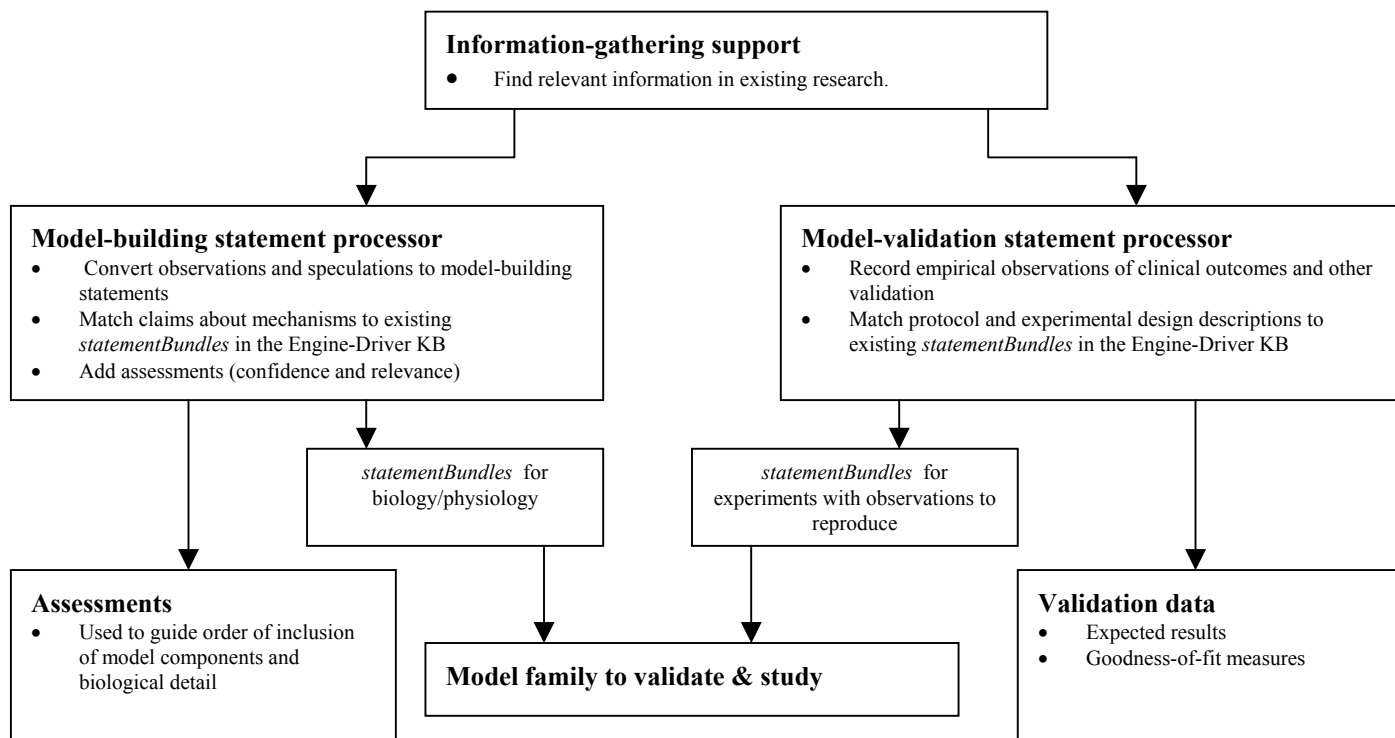 Information-gathering support
• Find relevant information in existing research.
Model-building statement processor
• Convert observations and speculations to model-building
statements
• Match claims about mechanisms to existing
statementBundles in the Engine-Driver KB
• Add assessments (confidence and relevance)
Model-validation statement processor
• Record empirical observations of clinical outcomes and other
validation
• Match protocol and experimental design descriptions to
existing statementBundles in the Engine-Driver KB
statementBundles for
biology/physiology
statementBundles for
experiments with observations to
reproduce
Assessments
• Used to guide order of inclusion
of model components and
biological detail
Model family to validate & study
Validation data
• Expected results
• Goodness-of-fit measures